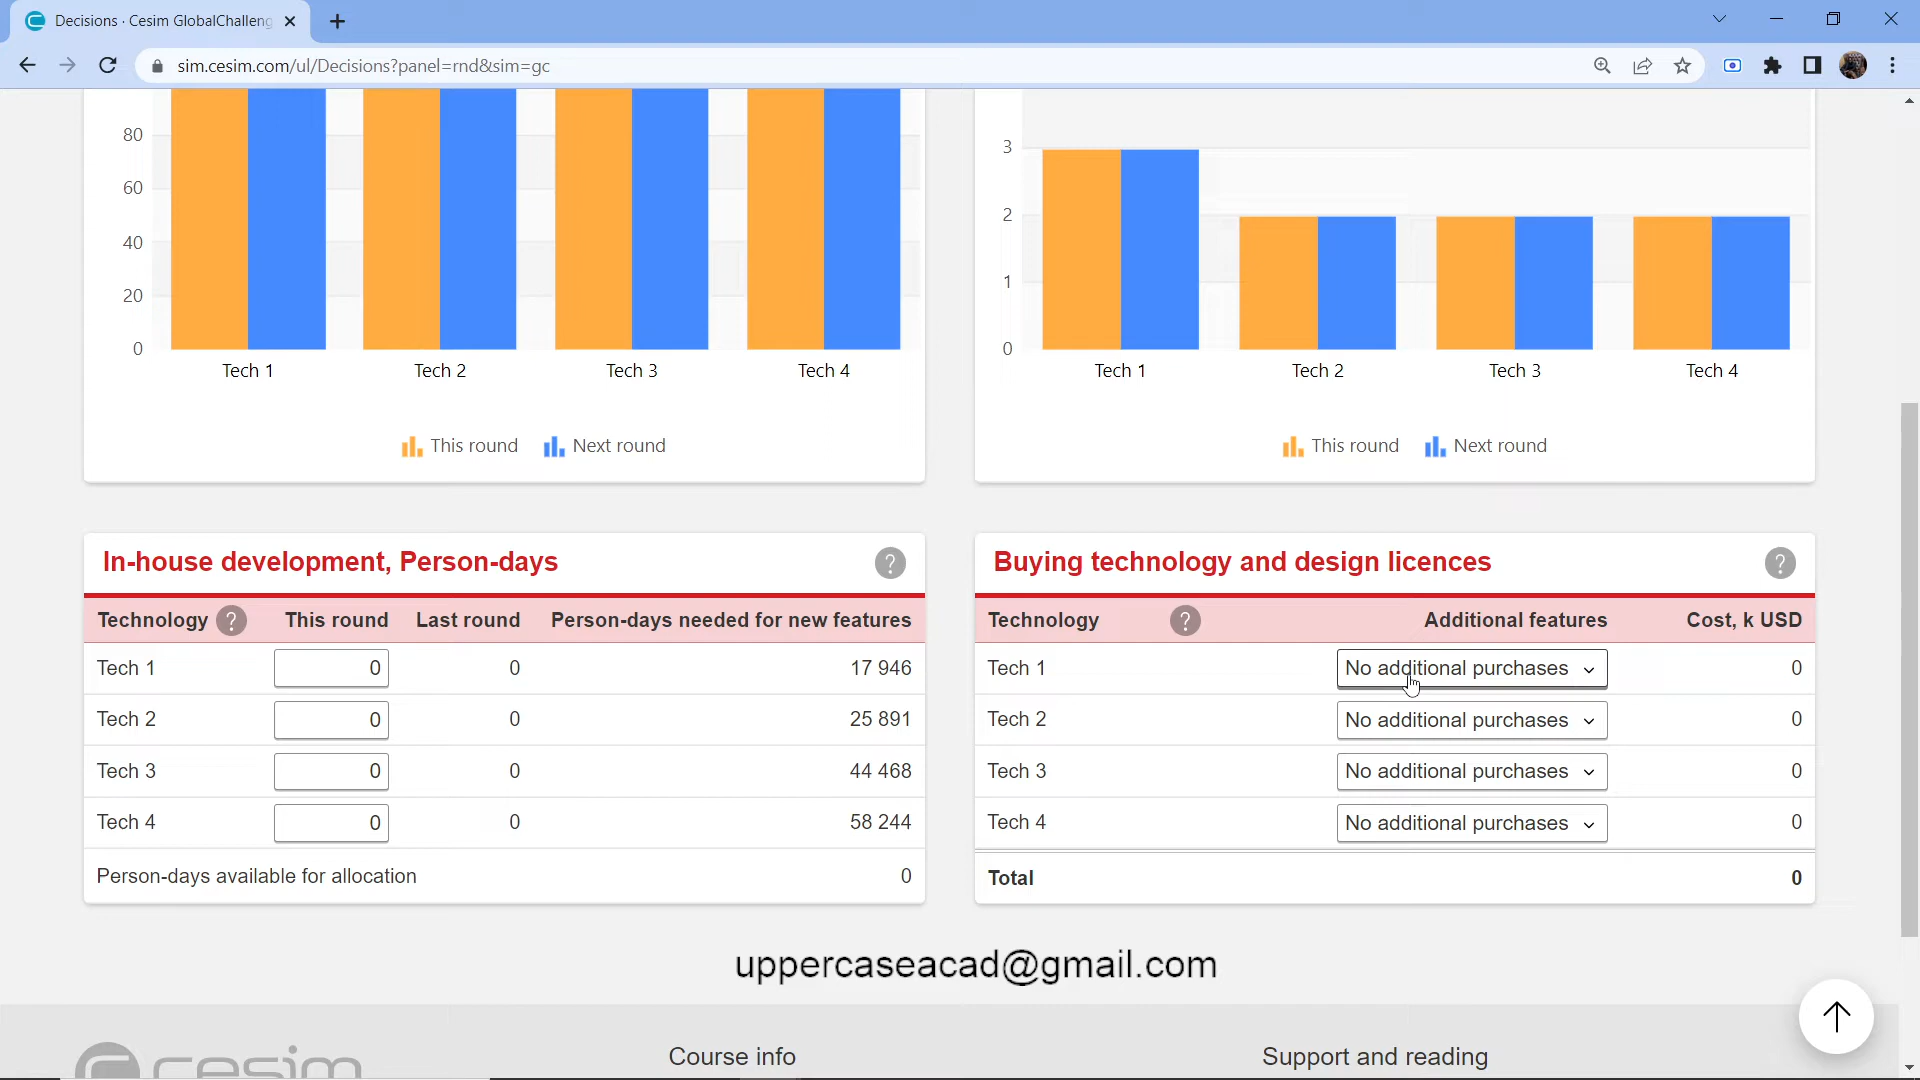 Decisions · Cesim GlobalChalleng
sim.cesim.com/ul/Decisions?panel=rnd&sim=gc
80
60
40
20
0
Tech 1 Tech 2 Tech 3 Tech 4
This round Next round
3
2
1
0
Tech 1 Tech 2 Tech 3 Tech 4
This round Next round
In-house development, Person-days ?
Technology ? This round Last round Person-days needed for new features
Tech 1 0 0 17 946
Tech 2 0 0 25 891
Tech 3 0 0 44 468
Tech 4 0 0 58 244
Person-days available for allocation 0
Buying technology and design licences ?
Technology ? Additional features Cost, k USD
Tech 1 No additional purchases 0
Tech 2 No additional purchases 0
Tech 3 No additional purchases 0
Tech 4 No additional purchases 0
Total 0
uppercaseacad@gmail.com
cesim
Course info
Support and reading